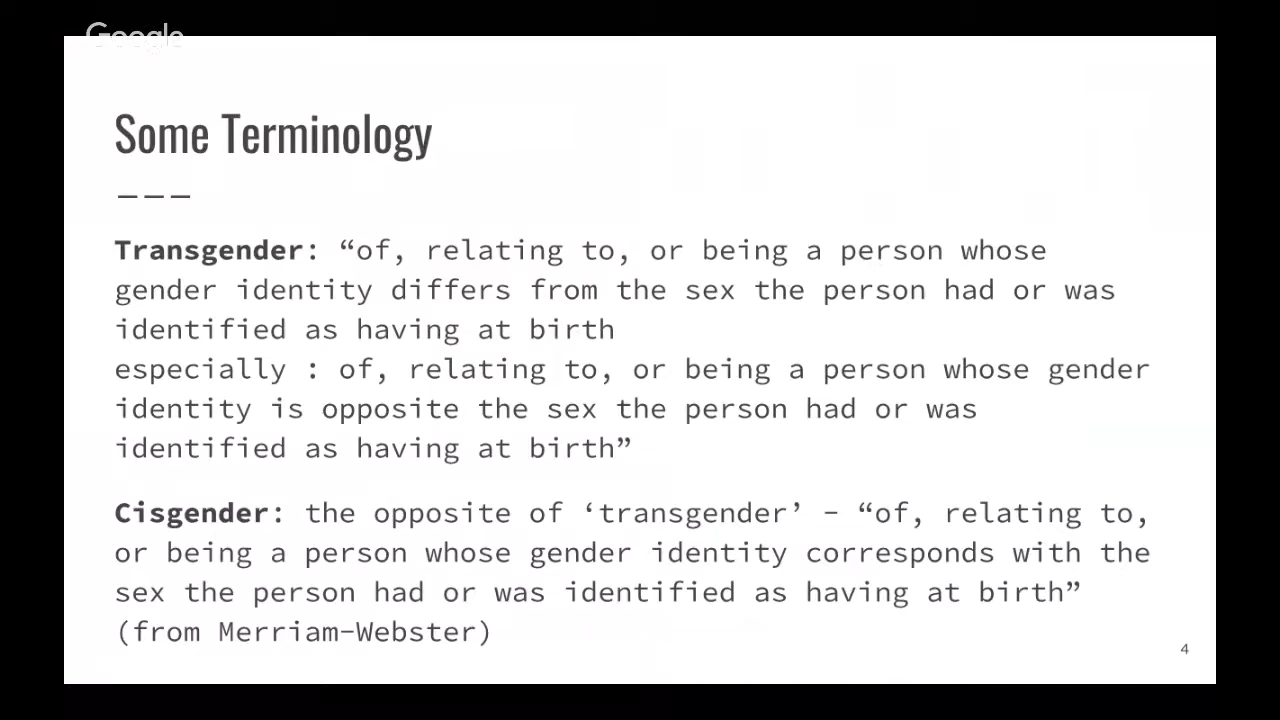 Google
Some Terminology
Transgender: “of, relating to, or being a person whose
gender identity differs from the sex the person had or was
identified as having at birth
especially : of, relating to, or being a person whose gender
identity is opposite the sex the person had or was
identified as having at birth”
Cisgender: the opposite of ‘transgender’ – “of, relating to,
or being a person whose gender identity corresponds with the
sex the person had or was identified as having at birth”
(from Merriam-Webster)
4